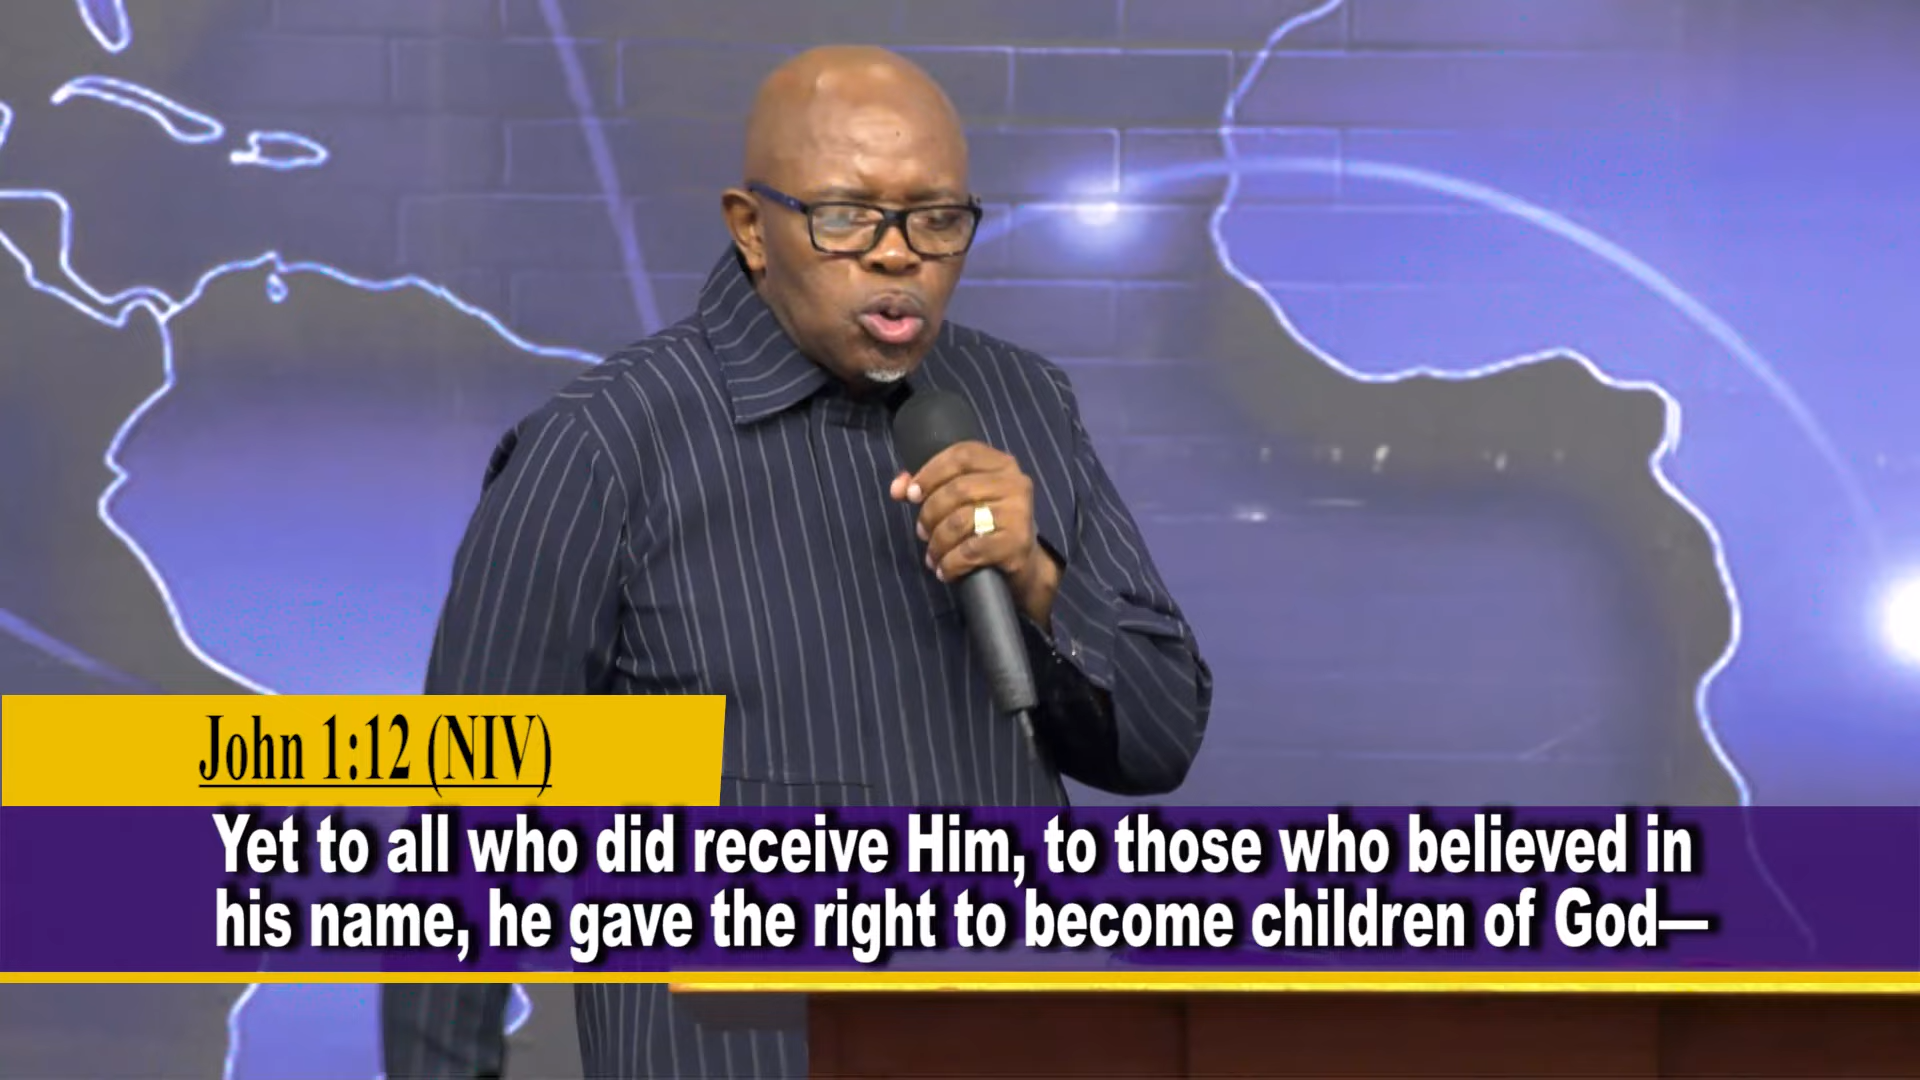 John 1:12 (NIV)
Yet to all who did receive Him, to those who believed in
his name, he gave the right to become children of God—